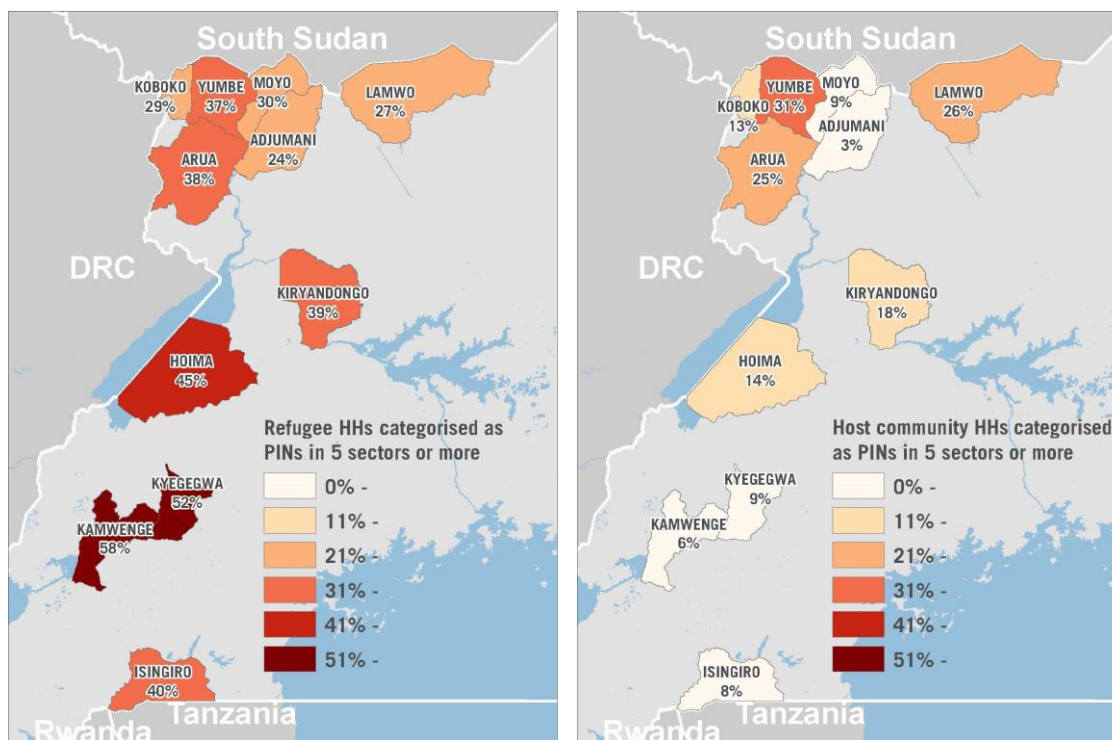 South Sudan
KOBOKO
29%
YUMBE
37%
MOYO
30%
LAMWO
27%
ADJUMANI
24%
ARUA
38%
DRC
KIRYANDONGO
39%
HOIMA
45%
Refugee HHs categorised as
PINs in 5 sectors or more
0% -
11% -
21% -
31% -
41% -
51% -
KYEGEGWA
52%
KAMWENGE
58%
ISINGIRO
40%
Tanzania
Rwanda
South Sudan
KOBOKO
13%
YUMBE
31%
MOYO
9%
LAMWO
26%
ADJUMANI
3%
ARUA
25%
DRC
KIRYANDONGO
18%
HOIMA
14%
Host community HHs categorised
as PINs in 5 sectors or more
0% -
11% -
21% -
31% -
41% -
51% -
KYEGEGWA
9%
KAMWENGE
6%
ISINGIRO
8%
Tanzania
Rwanda